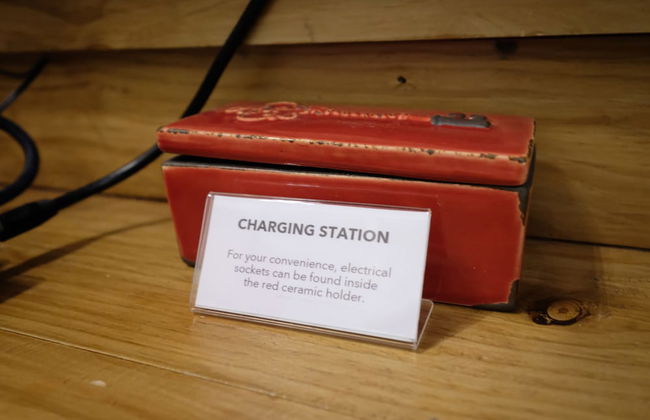 CHARGING STATION
For your convenience, electrical
sockets can be found inside
the red ceramic holder.